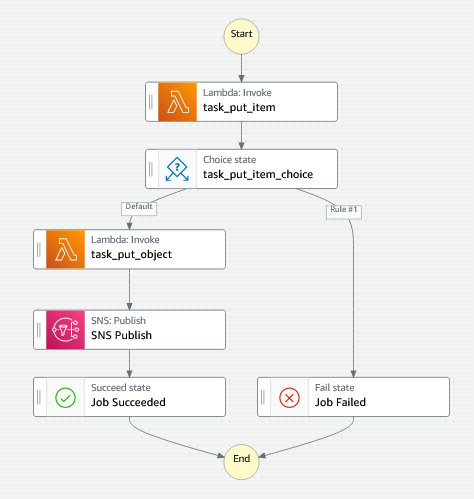 Start
Lambda: Invoke
task_put_item
Choice state
task_put_item_choice
Default
Rule #1
Lambda: Invoke
task_put_object
SNS: Publish
SNS Publish
Succeed state
Job Succeeded
Fail state
Job Failed
End